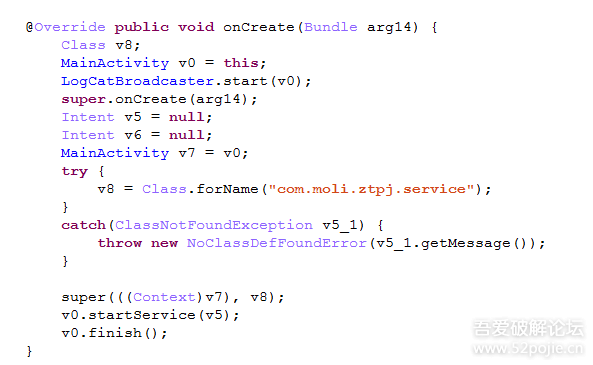 @Override public void onCreate(Bundle arg14) {
    Class v8;
    MainActivity v0 = this;
    LogCatBroadcaster.start(v0);
    super.onCreate(arg14);
    Intent v5 = null;
    Intent v6 = null;
    MainActivity v7 = v0;
    try {
        v8 = Class.forName("com.moli.ztpj.service");
    }
    catch(ClassNotFoundException v5_1) {
        throw new NoClassDefFoundError(v5_1.getMessage());
    }

    super(((Context)v7), v8);
    v0.startService(v5);
    v0.finish();
}
吾爱破解论坛
www.52pojie.cn